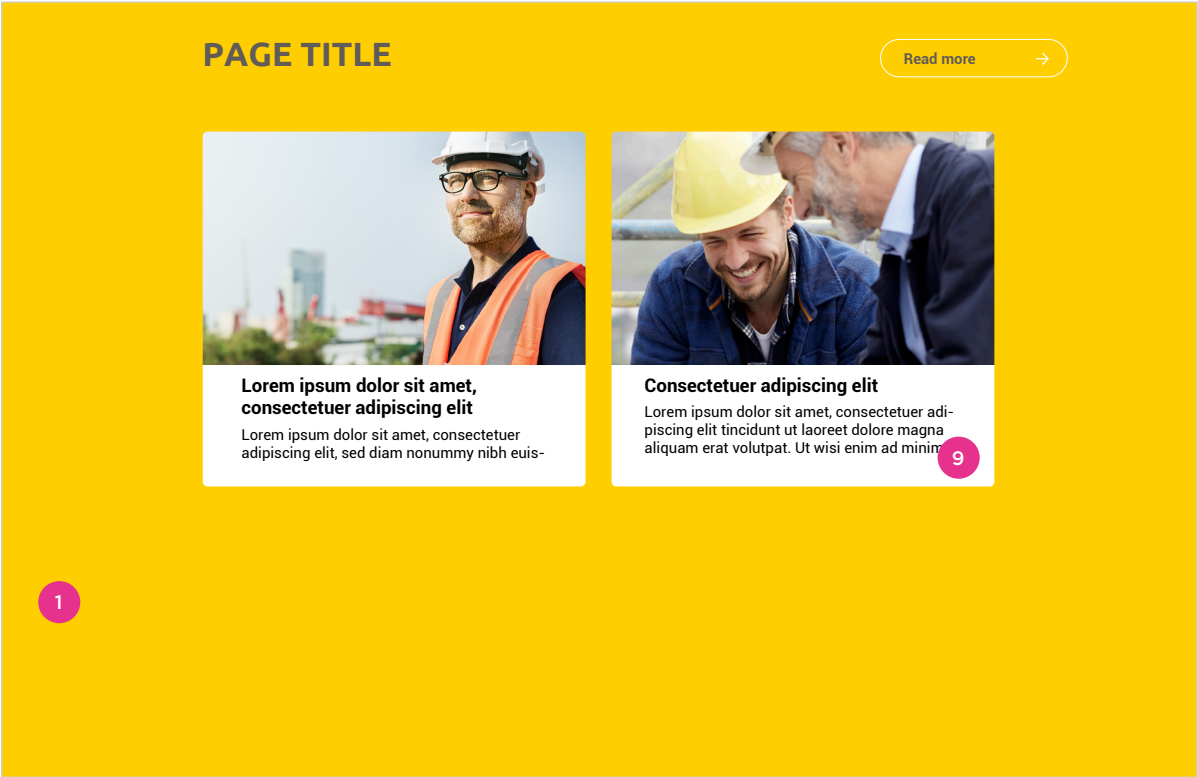 PAGE TITLE
Read more
Lorem ipsum dolor sit amet,
consectetuer adipiscing elit
Lorem ipsum dolor sit amet, consectetuer
adipiscing elit, sed diam nonummy nibh euis-
Consectetuer adipiscing elit
Lorem ipsum dolor sit amet, consectetuer adi-
piscing elit tincidunt ut laoreet dolore magna
aliquam erat volutpat. Ut wisi enim ad minim
9
1